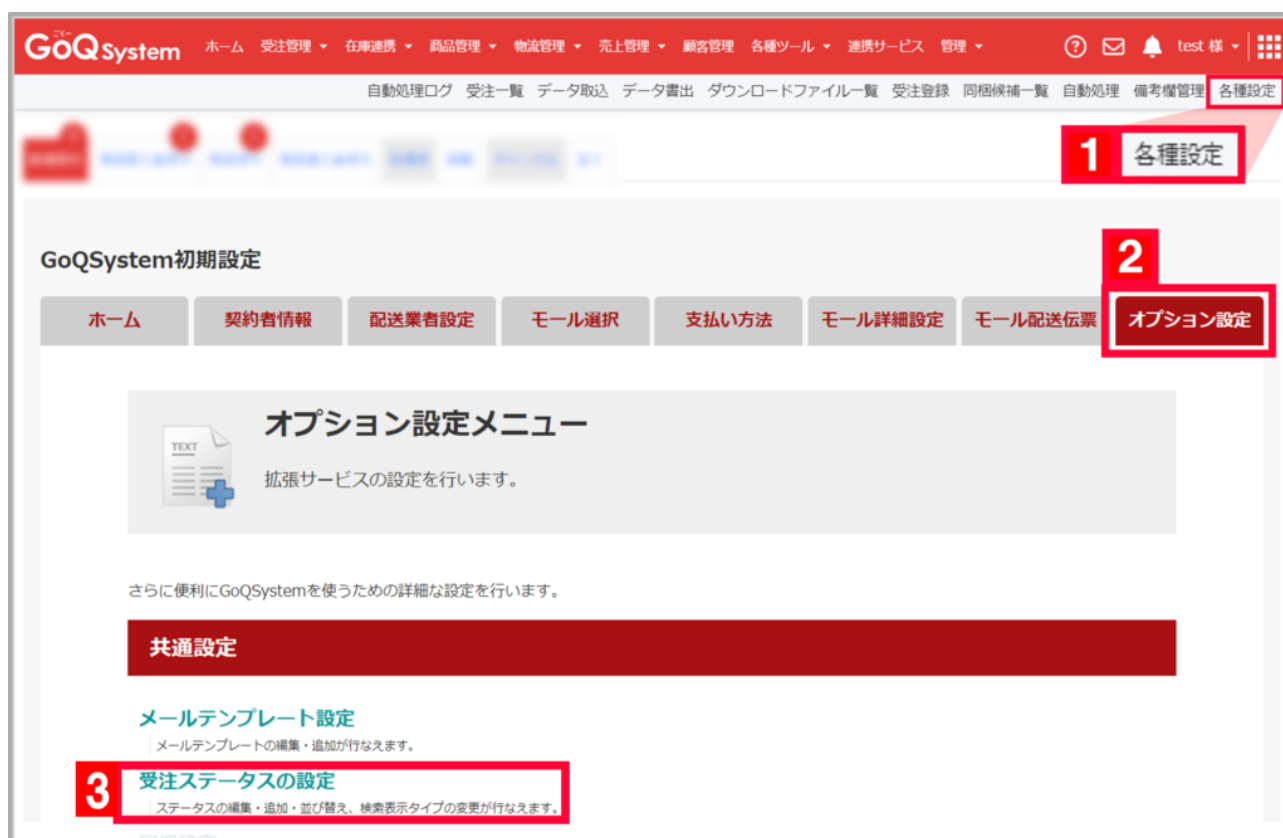 ごくー
GoQSystem ホーム 受注管理 在庫連携 商品管理 物流管理 売上管理 顧客管理 各種ツール 連携サービス 管理 ? test 様
自動処理ログ 受注一覧 データ取込 データ書出 ダウンロードファイル一覧 受注登録 同梱候補一覧 自動処理 備考欄管理 各種設定
1 各種設定
GoQSystem初期設定
2
ホーム 契約者情報 配送業者設定 モール選択 支払い方法 モール詳細設定 モール配送伝票 オプション設定
オプション設定メニュー
TEXT
拡張サービスの設定を行います。
さらに便利にGoQSystemを使うための詳細な設定を行います。
共通設定
メールテンプレート設定
メールテンプレートの編集・追加が行なえます。
3 受注ステータスの設定
ステータスの編集・追加・並び替え、検索表示タイプの変更が行なえます。